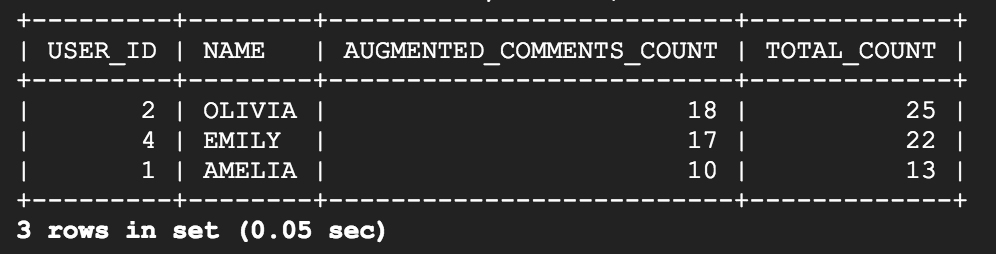 +---------+--------+--------------------------+-------------+
| USER_ID | NAME   | AUGMENTED_COMMENTS_COUNT | TOTAL_COUNT |
+---------+--------+--------------------------+-------------+
|       2 | OLIVIA |                       18 |          25 |
|       4 | EMILY  |                       17 |          22 |
|       1 | AMELIA |                       10 |          13 |
+---------+--------+--------------------------+-------------+
3 rows in set (0.05 sec)